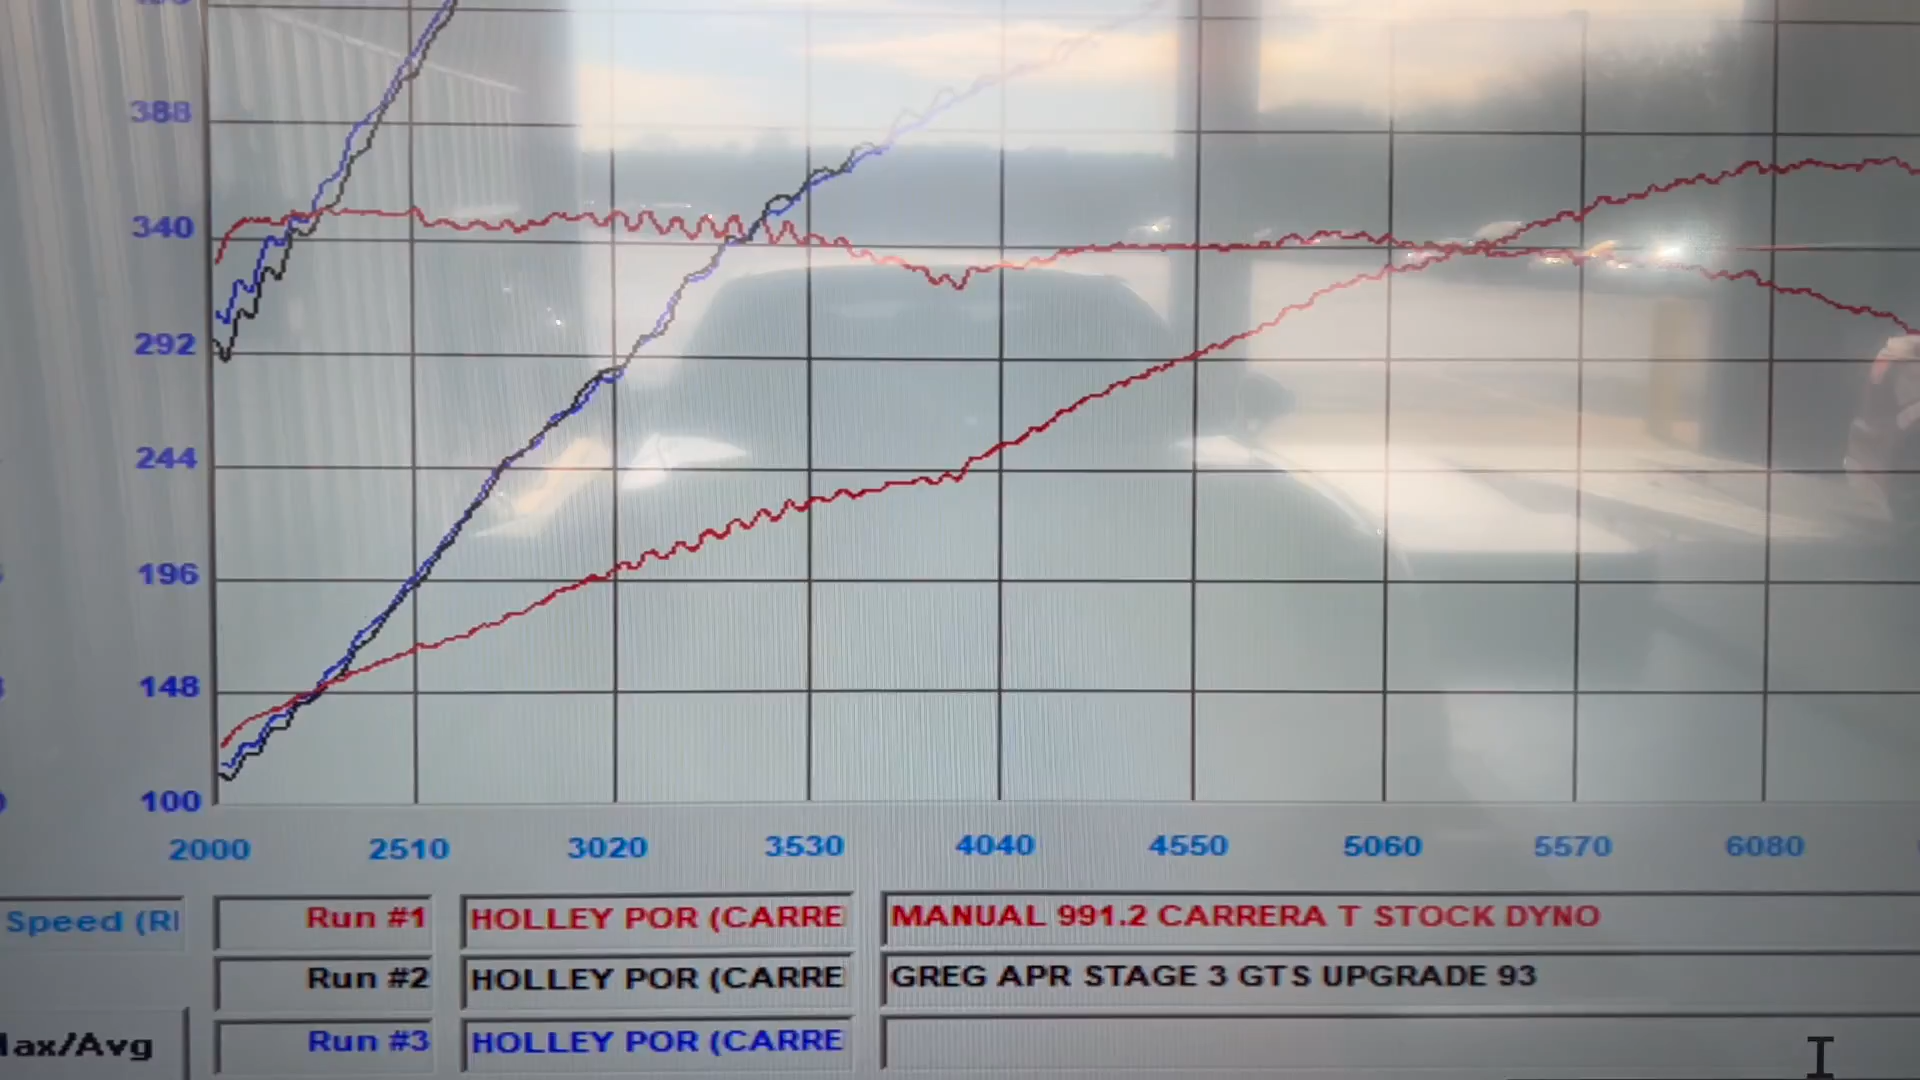 388
340
292
244
196
148
100
2000 2510 3020 3530 4040 4550 5060 5570 6080
Speed (RI Run #1 HOLLEY POR (CARRE MANUAL 991.2 CARRERA T STOCK DYNO
Run #2 HOLLEY POR (CARRE GREG APR STAGE 3 GTS UPGRADE 93
Max/Avg Run #3 HOLLEY POR (CARRE